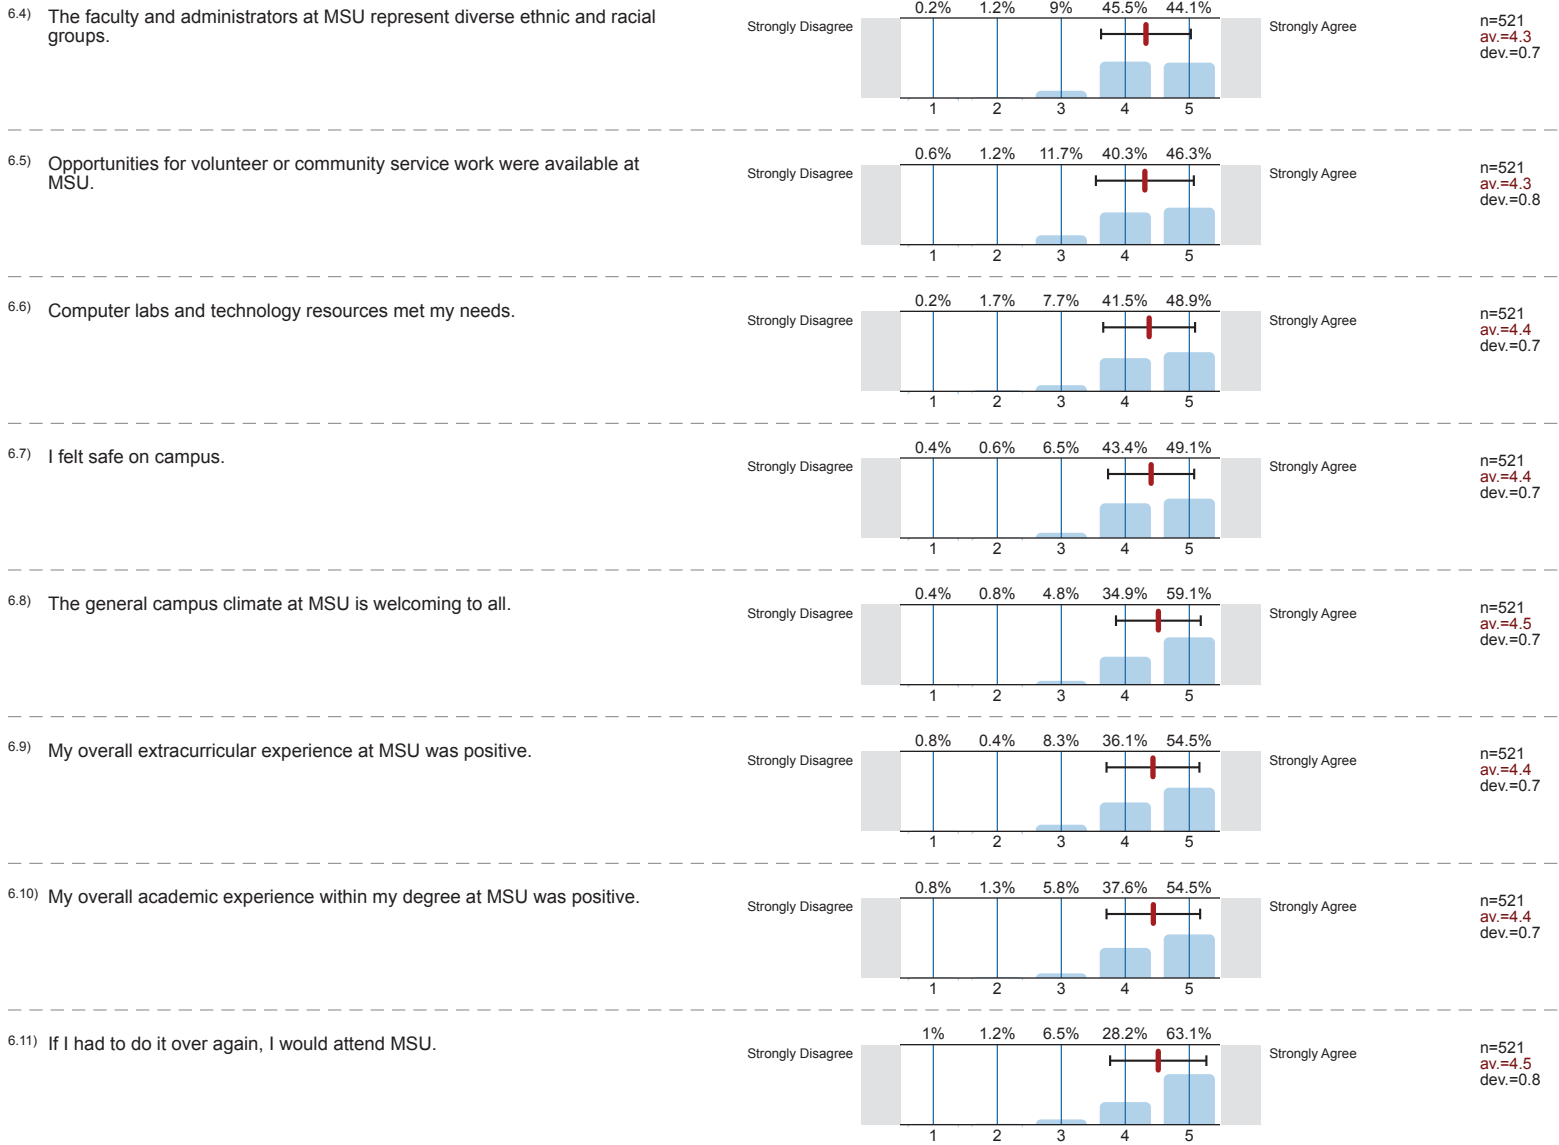 6.4) The faculty and administrators at MSU represent diverse ethnic and racial
groups.
0.2% 1.2% 9% 45.5% 44.1%
Strongly Disagree
Strongly Agree
n=521
av.=4.3
dev.=0.7
1 2 3 4 5
6.5) Opportunities for volunteer or community service work were available at
MSU.
0.6% 1.2% 11.7% 40.3% 46.3%
Strongly Disagree
Strongly Agree
n=521
av.=4.3
dev.=0.8
1 2 3 4 5
6.6) Computer labs and technology resources met my needs.
0.2% 1.7% 7.7% 41.5% 48.9%
Strongly Disagree
Strongly Agree
n=521
av.=4.4
dev.=0.7
1 2 3 4 5
6.7) I felt safe on campus.
0.4% 0.6% 6.5% 43.4% 49.1%
Strongly Disagree
Strongly Agree
n=521
av.=4.4
dev.=0.7
1 2 3 4 5
6.8) The general campus climate at MSU is welcoming to all.
0.4% 0.8% 4.8% 34.9% 59.1%
Strongly Disagree
Strongly Agree
n=521
av.=4.5
dev.=0.7
1 2 3 4 5
6.9) My overall extracurricular experience at MSU was positive.
0.8% 0.4% 8.3% 36.1% 54.5%
Strongly Disagree
Strongly Agree
n=521
av.=4.4
dev.=0.7
1 2 3 4 5
6.10) My overall academic experience within my degree at MSU was positive.
0.8% 1.3% 5.8% 37.6% 54.5%
Strongly Disagree
Strongly Agree
n=521
av.=4.4
dev.=0.7
1 2 3 4 5
6.11) If I had to do it over again, I would attend MSU.
1% 1.2% 6.5% 28.2% 63.1%
Strongly Disagree
Strongly Agree
n=521
av.=4.5
dev.=0.8
1 2 3 4 5